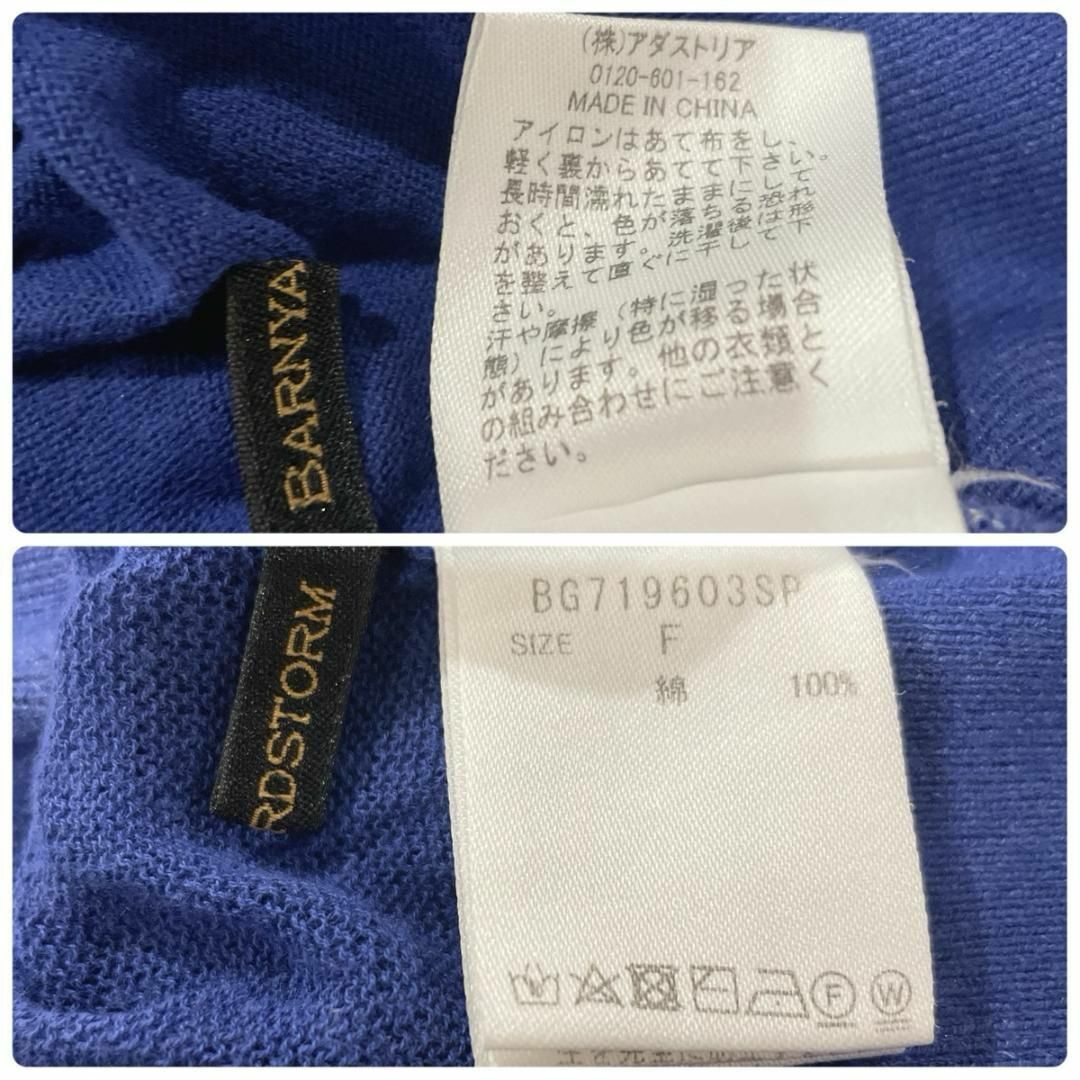 (株)アダストリア
0120-601-162
MADE IN CHINA
アイロンはあて布をし、
軽く裏からあてて下さい。
長時間濡れたままにして
おくと、色が落ちる恐れ
があります。洗濯後は形
を整えて直ぐに干して下
さい。
汗や摩擦（特に湿った状
態）により色が移る場合
があります。他の衣類と
の組み合わせにご注意く
ださい。
BARNYA
RDSTORM
BG719603SP
SIZE F
綿 100%
F
W